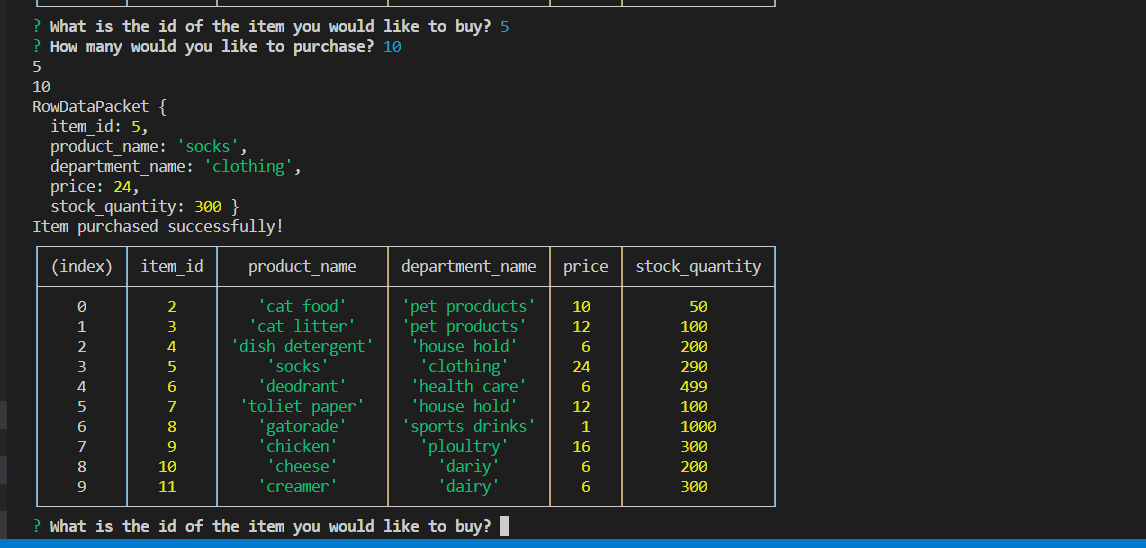 ? What is the id of the item you would like to buy? 5
? How many would you like to purchase? 10
5
10
RowDataPacket {
item_id: 5,
product_name: 'socks',
department_name: 'clothing',
price: 24,
stock_quantity: 300 }
Item purchased successfully!
(index) item_id product_name department_name price stock_quantity
0 2 'cat food' 'pet procducts' 10 50
1 3 'cat litter' 'pet products' 12 100
2 4 'dish detergent' 'house hold' 6 200
3 5 'socks' 'clothing' 24 290
4 6 'deodrant' 'health care' 6 499
5 7 'toliet paper' 'house hold' 12 100
6 8 'gatorade' 'sports drinks' 1 1000
7 9 'chicken' 'ploultry' 16 300
8 10 'cheese' 'dariy' 6 200
9 11 'creamer' 'dairy' 6 300
? What is the id of the item you would like to buy?